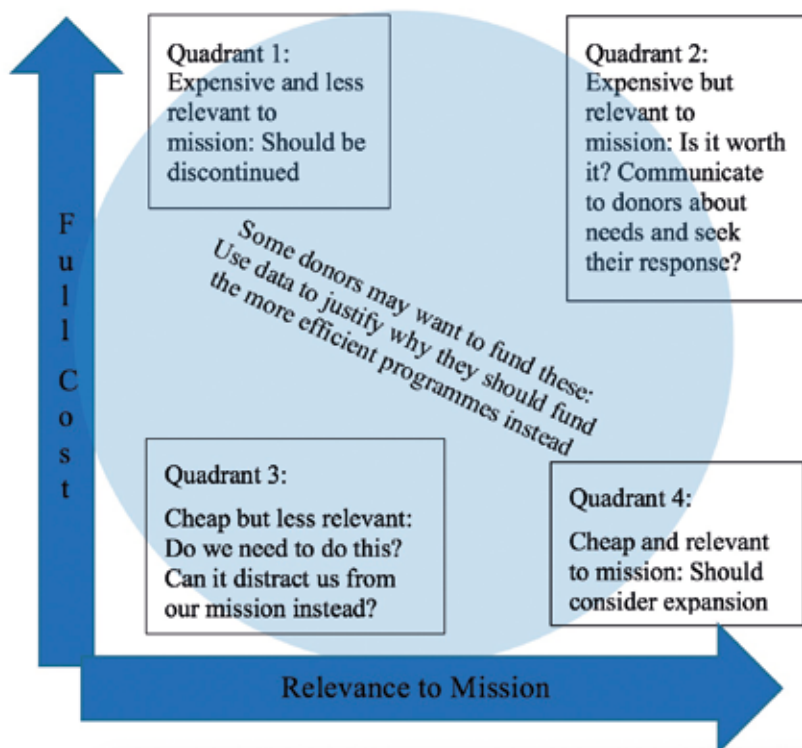 Quadrant 1:
Expensive and less
relevant to
mission: Should be
discontinued
Quadrant 2:
Expensive but
relevant to
mission: Is it worth
it? Communicate
to donors about
needs and seek
their response?
Full Cost
Some donors may want to fund these:
Use data to justify why they should fund
the more efficient programmes instead
Quadrant 3:
Cheap but less relevant:
Do we need to do this?
Can it distract us from
our mission instead?
Quadrant 4:
Cheap and relevant
to mission: Should
consider expansion
Relevance to Mission